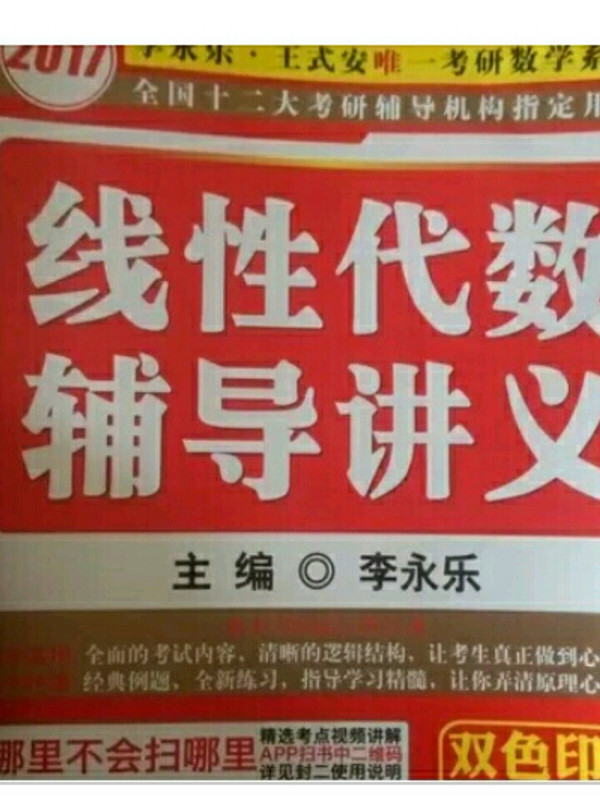 2017
李永乐·王式安唯一考研数学系
全国十二大考研辅导机构指定用
线性代数
辅导讲义
主编◎李永乐
全面的考试内容、清晰的逻辑结构，让考生真正做到心
经典例题、全新练习，指导学习精髓，让你弄清原理心
哪里不会扫哪里
精选考点视频讲解
APP扫书中二维码
详见封二使用说明
双色印